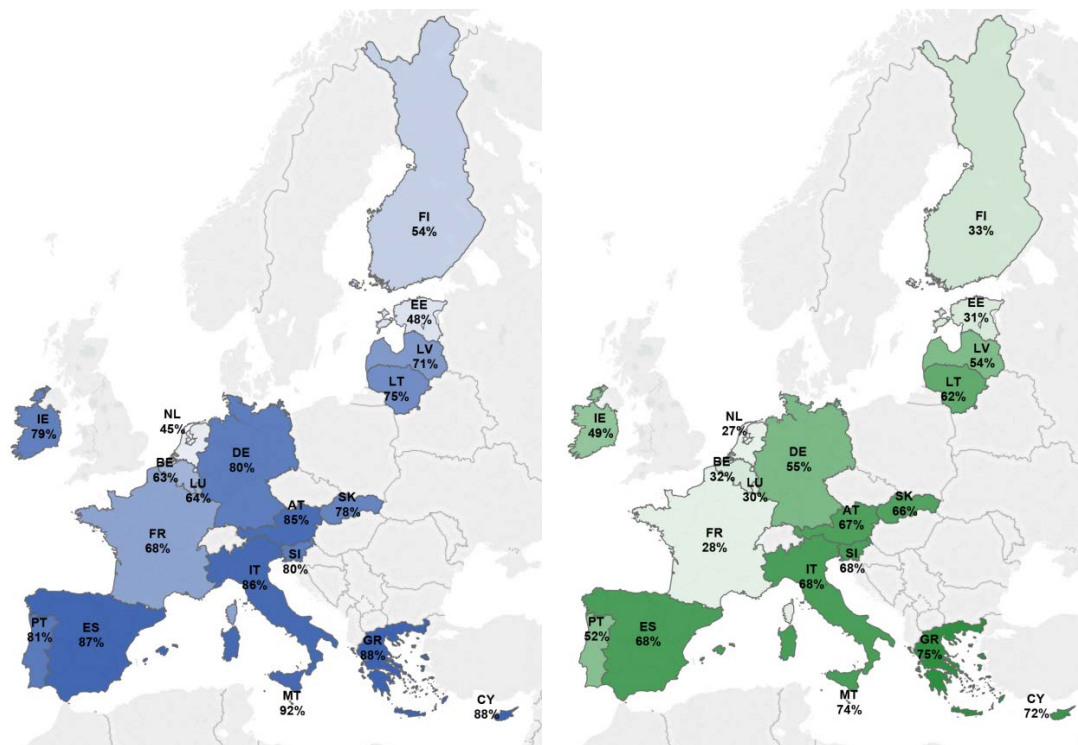 FI
54%
EE
48%
LV
71%
LT
75%
IE
79%
NL
45%
DE
80%
BE
63%
LU
64%
SK
78%
AT
85%
FR
68%
SI
80%
IT
86%
PT
81%
ES
87%
GR
88%
MT
92%
CY
88%
FI
33%
EE
31%
LV
54%
LT
62%
IE
49%
NL
27%
DE
55%
BE
32%
LU
30%
SK
66%
AT
67%
FR
28%
SI
68%
IT
68%
PT
52%
ES
68%
GR
75%
MT
74%
CY
72%